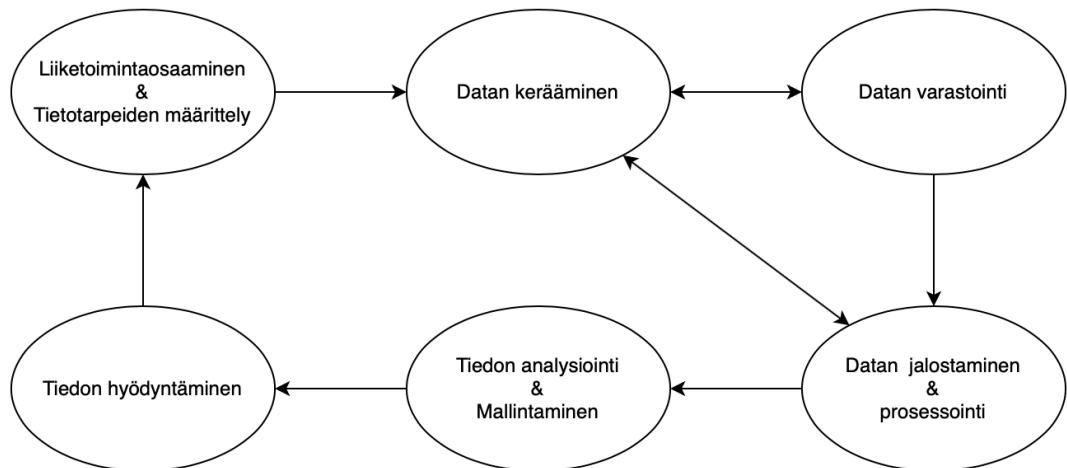 Liiketoimintaosaaminen
&
Tietotarpeiden määrittely
Datan kerääminen
Datan varastointi
Tiedon hyödyntäminen
Tiedon analysiointi
&
Mallintaminen
Datan  jalostaminen
&
prosessointi